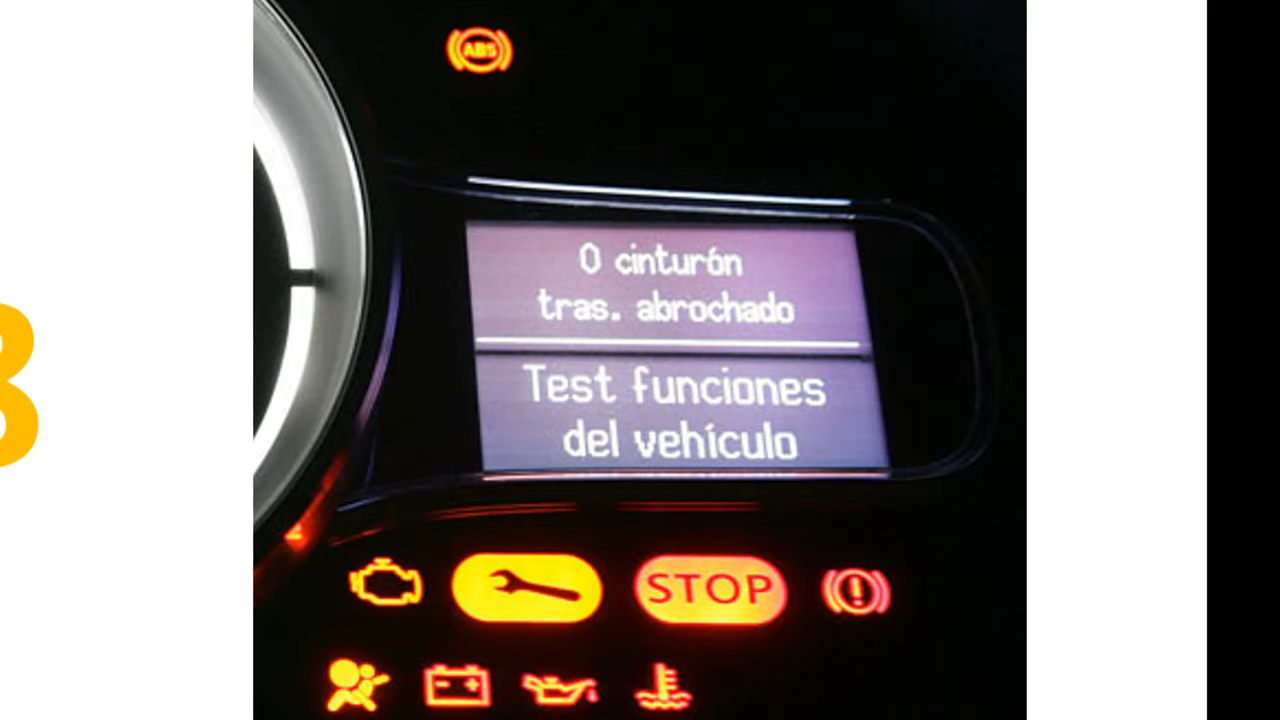 ABS
0 cinturón
tras. abrochado
Test funciones
del vehículo
STOP